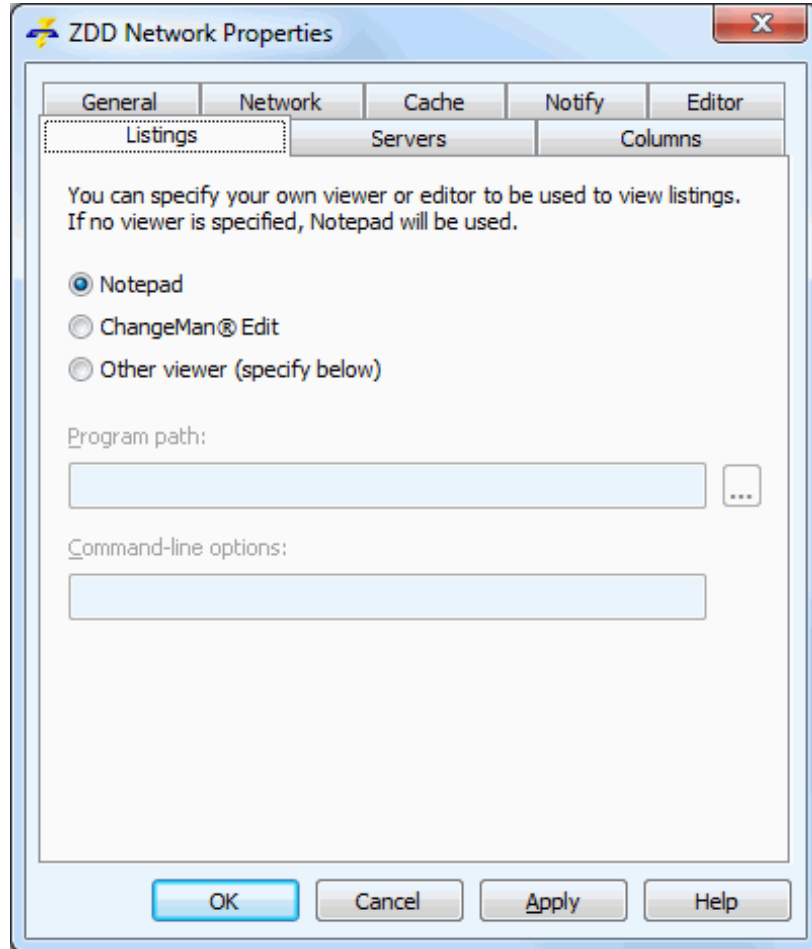 ZDD Network Properties
General Network Cache Notify Editor
Listings Servers Columns
You can specify your own viewer or editor to be used to view listings.
If no viewer is specified, Notepad will be used.
Notepad
ChangeMan® Edit
Other viewer (specify below)
Program path:
...
Command-line options:
OK Cancel Apply Help